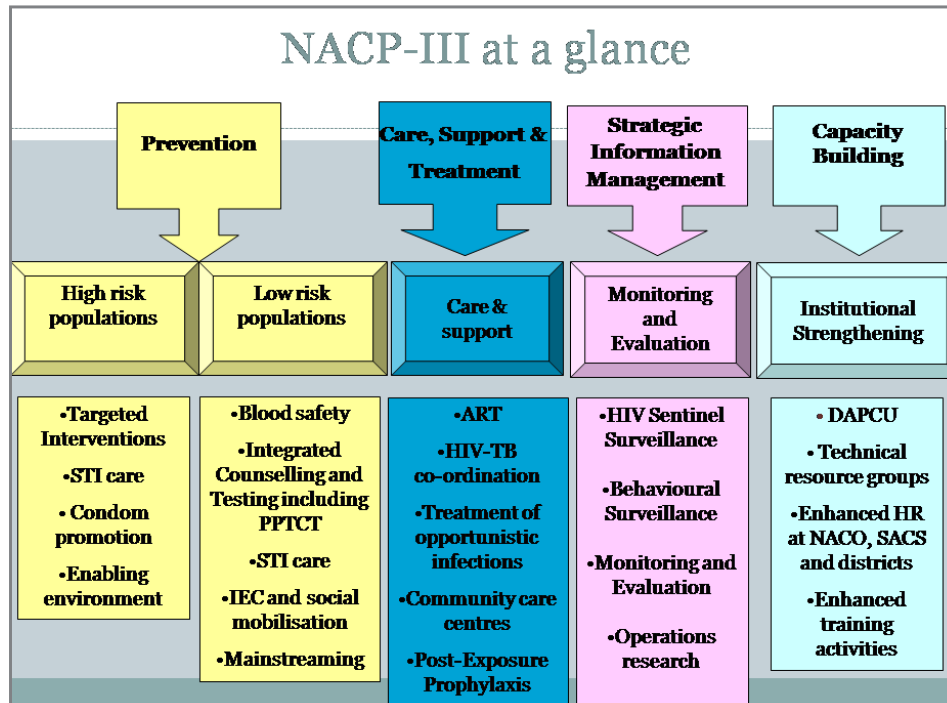 NACP-III at a glance
Prevention
Care, Support &
Treatment
Strategic
Information
Management
Capacity
Building
High risk
populations
Low risk
populations
Care &
support
Monitoring
and
Evaluation
Institutional
Strengthening
•Targeted
Interventions
•STI care
•Condom
promotion
•Enabling
environment
•Blood safety
•Integrated
Counselling and
Testing including
PPTCT
•STI care
•IEC and social
mobilisation
•Mainstreaming
•ART
•HIV-TB
co-ordination
•Treatment of
opportunistic
infections
•Community care
centres
•Post-Exposure
Prophylaxis
•HIV Sentinel
Surveillance
•Behavioural
Surveillance
•Monitoring and
Evaluation
•Operations
research
• DAPCU
•Technical
resource groups
•Enhanced HR
at NACO, SACS
and districts
•Enhanced
training
activities